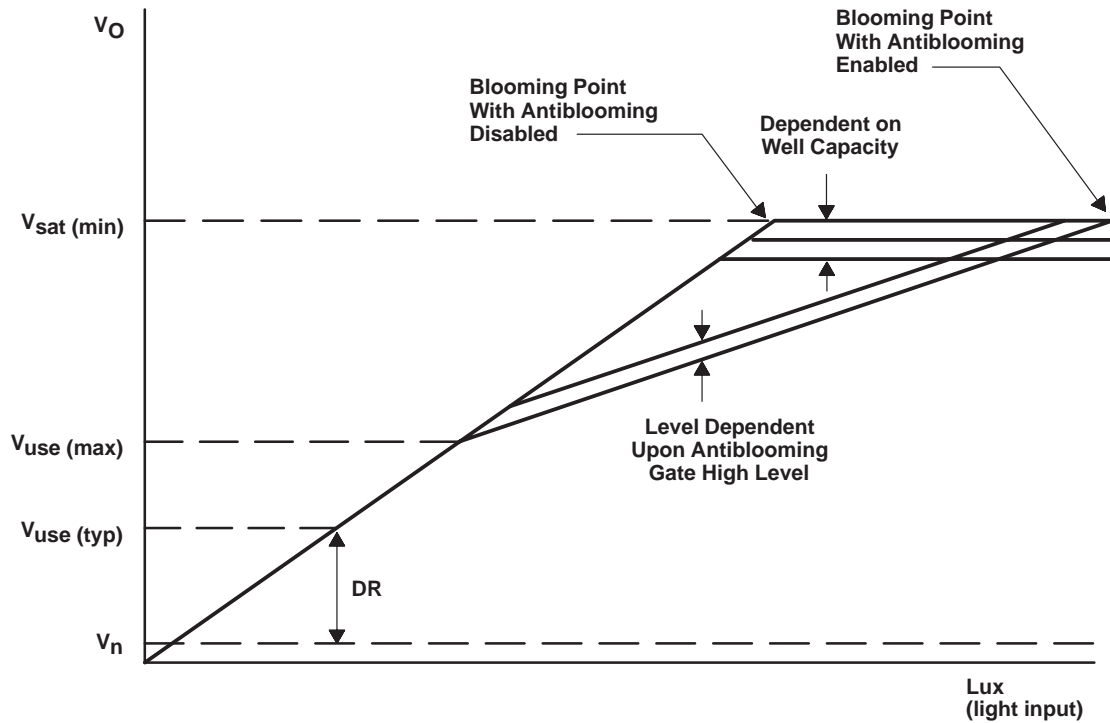 VO
Blooming Point
With Antiblooming
Enabled
Blooming Point
With Antiblooming
Disabled
Dependent on
Well Capacity
Vsat (min)
Level Dependent
Upon Antiblooming
Gate High Level
Vuse (max)
Vuse (typ)
DR
Vn
Lux
(light input)